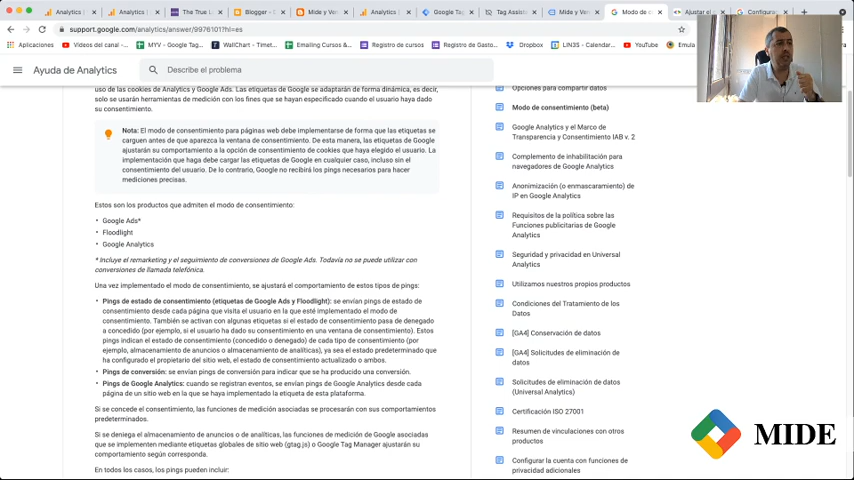 Analytics
Analytics
The True
Blogger -
Mide y Ve
Analytics
Google Tag
Tag Assist
Mide y Ven
Modo de c
Ajustar el
Configurac
support.google.com/analytics/answer/9976101?hl=es
Aplicaciones
Vídeos del canal -...
MYV - Google Tag...
WallChart - Timet...
Emailing Cursos &...
Registro de cursos
Registro de Gasto...
Dropbox
LIN3S - Calendar...
YouTube
Emula
Ayuda de Analytics
Describe el problema
uso de las cookies de Analytics y Google Ads. Las etiquetas de Google se adaptarán de forma dinámica, es decir,
solo se usarán herramientas de medición con los fines que se hayan especificado cuando el usuario haya dado
su consentimiento.
Nota: El modo de consentimiento para páginas web debe implementarse de forma que las etiquetas se
carguen antes de que aparezca la ventana de consentimiento. De esta manera, las etiquetas de Google
ajustarán su comportamiento a la opción de consentimiento de cookies que haya elegido el usuario. La
implementación que haga debe cargar las etiquetas de Google en cualquier caso, incluso sin el
consentimiento del usuario. De lo contrario, Google no recibirá los pings necesarios para hacer
mediciones precisas.
Estos son los productos que admiten el modo de consentimiento:
• Google Ads*
• Floodlight
• Google Analytics
* Incluye el remarketing y el seguimiento de conversiones de Google Ads. Todavía no se puede utilizar con
conversiones de llamada telefónica.
Una vez implementado el modo de consentimiento, se ajustará el comportamiento de estos tipos de pings:
• Pings de estado de consentimiento (etiquetas de Google Ads y Floodlight): se envían pings de estado de
consentimiento desde cada página que visita el usuario en la que esté implementado el modo de
consentimiento. También se activan con algunas etiquetas si el estado de consentimiento pasa de denegado
a concedido (por ejemplo, si el usuario ha dado su consentimiento en una ventana de consentimiento). Estos
pings indican el estado de consentimiento (concedido o denegado) de cada tipo de consentimiento (por
ejemplo, almacenamiento de anuncios o almacenamiento de analíticas), ya sea el estado predeterminado que
ha configurado el propietario del sitio web, el estado de consentimiento actualizado o ambos.
• Pings de conversión: se envían pings de conversión para indicar que se ha producido una conversión.
• Pings de Google Analytics: cuando se registran eventos, se envían pings de Google Analytics desde cada
página de un sitio web en la que se haya implementado la etiqueta de esta plataforma.
Si se concede el consentimiento, las funciones de medición asociadas se procesarán con sus comportamientos
predeterminados.
Si se deniega el almacenamiento de anuncios o de analíticas, las funciones de medición de Google asociadas
que se implementen mediante etiquetas globales de sitio web (gtag.js) o Google Tag Manager ajustarán su
comportamiento según corresponda.
En todos los casos, los pings pueden incluir:
Opciones para compartir datos
Modo de consentimiento (beta)
Google Analytics y el Marco de
Transparencia y Consentimiento IAB v. 2
Complemento de inhabilitación para
navegadores de Google Analytics
Anonimización (o enmascaramiento) de
IP en Google Analytics
Requisitos de la política sobre las
Funciones publicitarias de Google
Analytics
Seguridad y privacidad en Universal
Analytics
Utilizamos nuestros propios productos
Condiciones del Tratamiento de los
Datos
[GA4] Conservación de datos
[GA4] Solicitudes de eliminación de
datos
Solicitudes de eliminación de datos
(Universal Analytics)
Certificación ISO 27001
Resumen de vinculaciones con otros
productos
Configurar la cuenta con funciones de
privacidad adicionales
MIDE